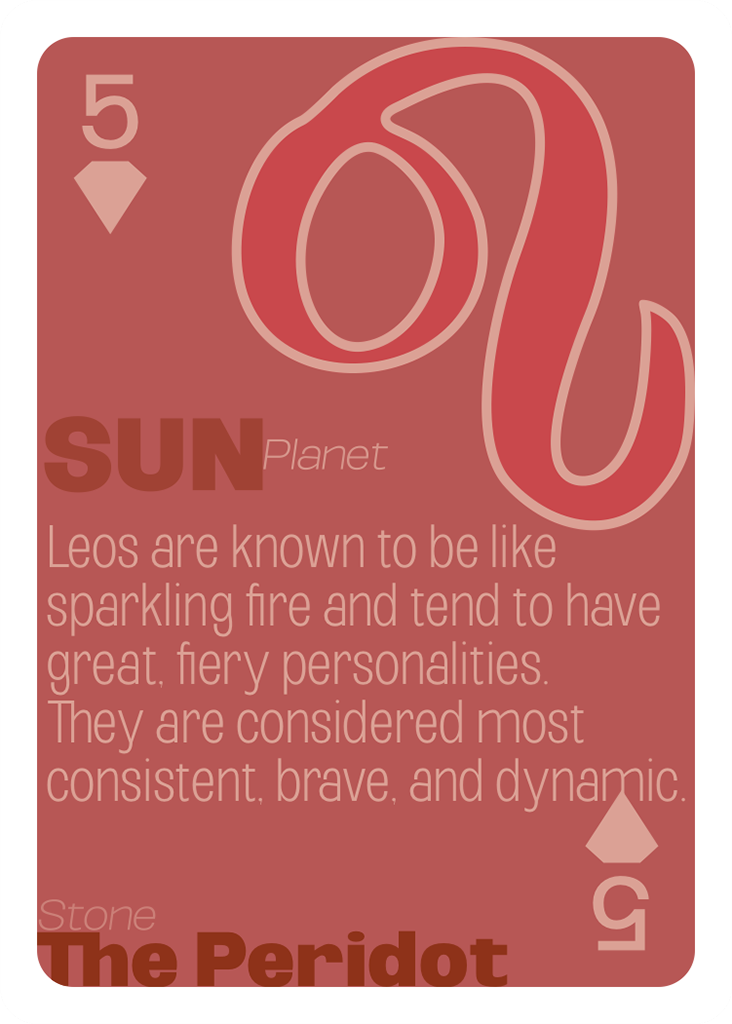 5
SUN Planet
Leos are known to be like
sparkling fire and tend to have
great, fiery personalities.
They are considered most
consistent, brave, and dynamic.
Stone
The Peridot
5